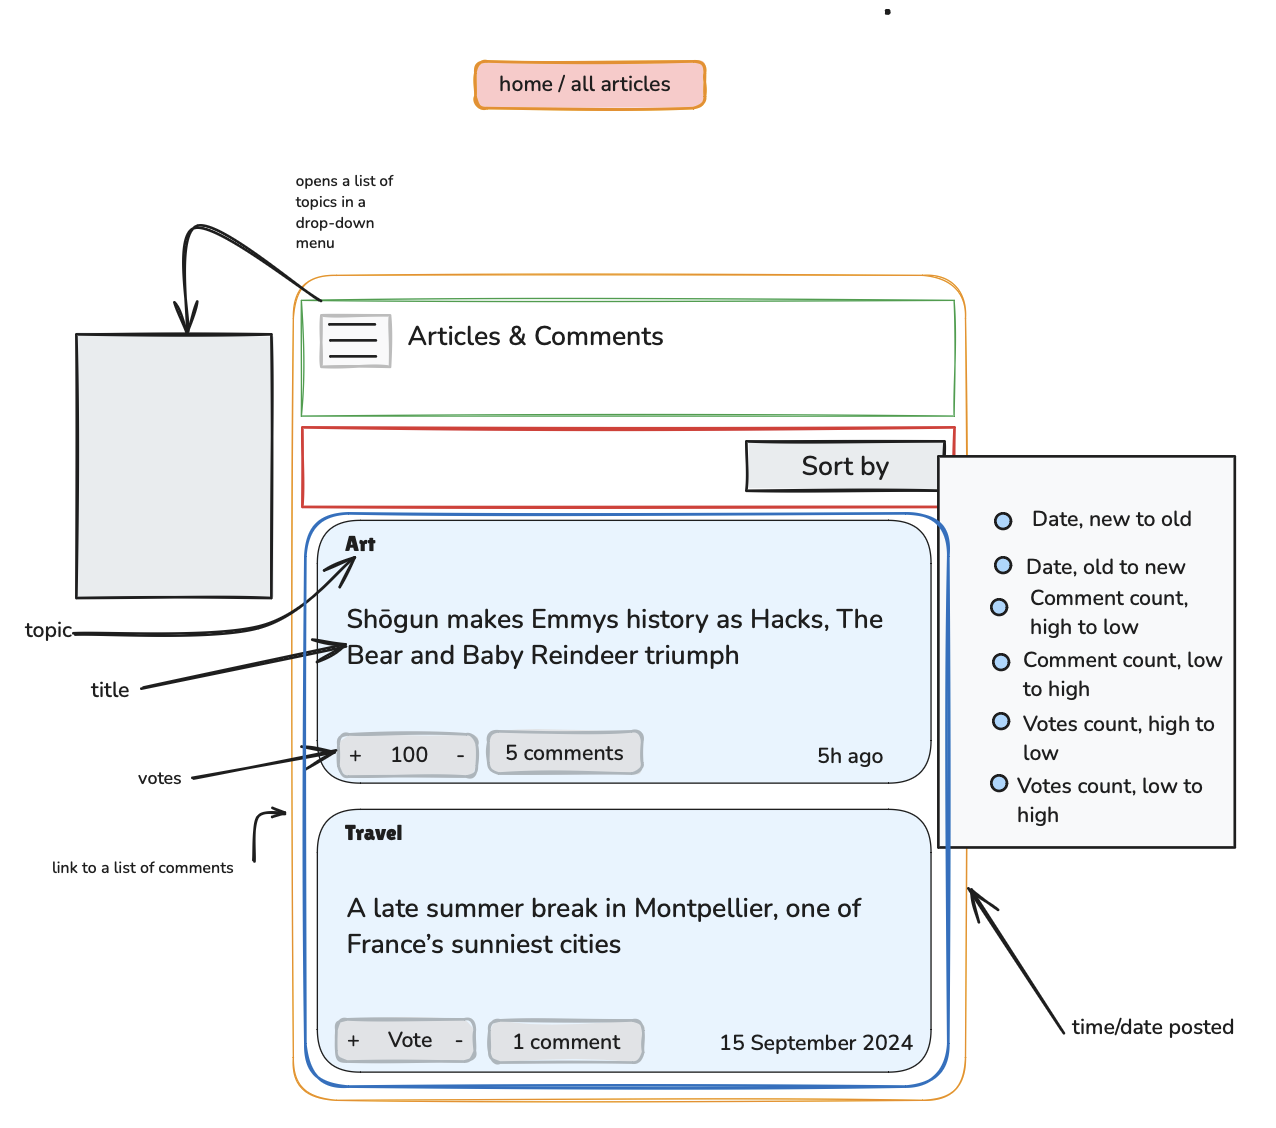 home / all articles
opens a list of
topics in a
drop-down
menu
Articles & Comments
Sort by
Date, new to old
Date, old to new
Comment count,
high to low
Comment count, low
to high
Votes count, high to
low
Votes count, low to
high
Art
Shōgun makes Emmys history as Hacks, The
Bear and Baby Reindeer triumph
+ 100 -
5 comments
5h ago
topic
title
votes
link to a list of comments
Travel
A late summer break in Montpellier, one of
France’s sunniest cities
+ Vote -
1 comment
15 September 2024
time/date posted